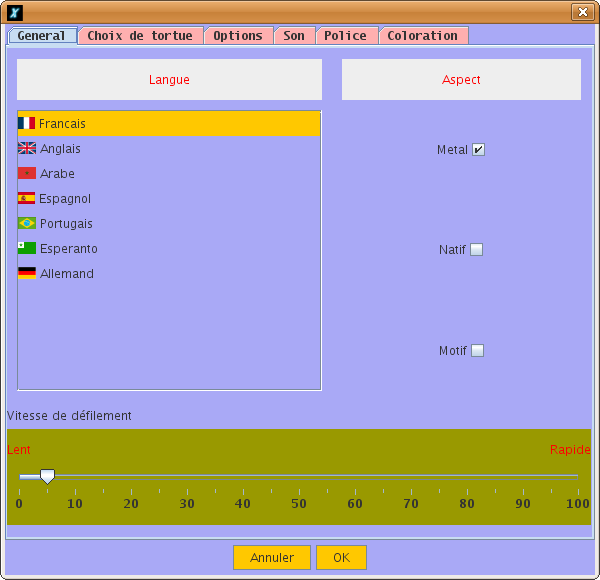 General Choix de tortue Options Son Police Coloration
Langue
Aspect
Francais
Anglais
Arabe
Espagnol
Portugais
Esperanto
Allemand
Metal
Natif
Motif
Vitesse de défilement
Lent Rapide
0 10 20 30 40 50 60 70 80 90 100
Annuler OK